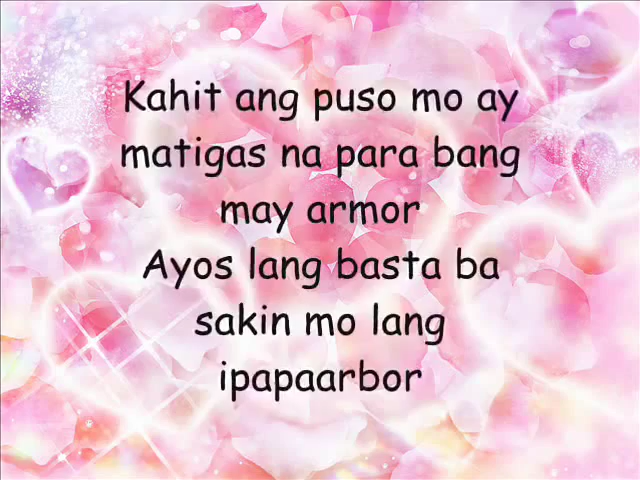 Kahit ang puso mo ay
matigas na para bang
may armor
Ayos lang basta ba
sakin mo lang
ipapaarbor